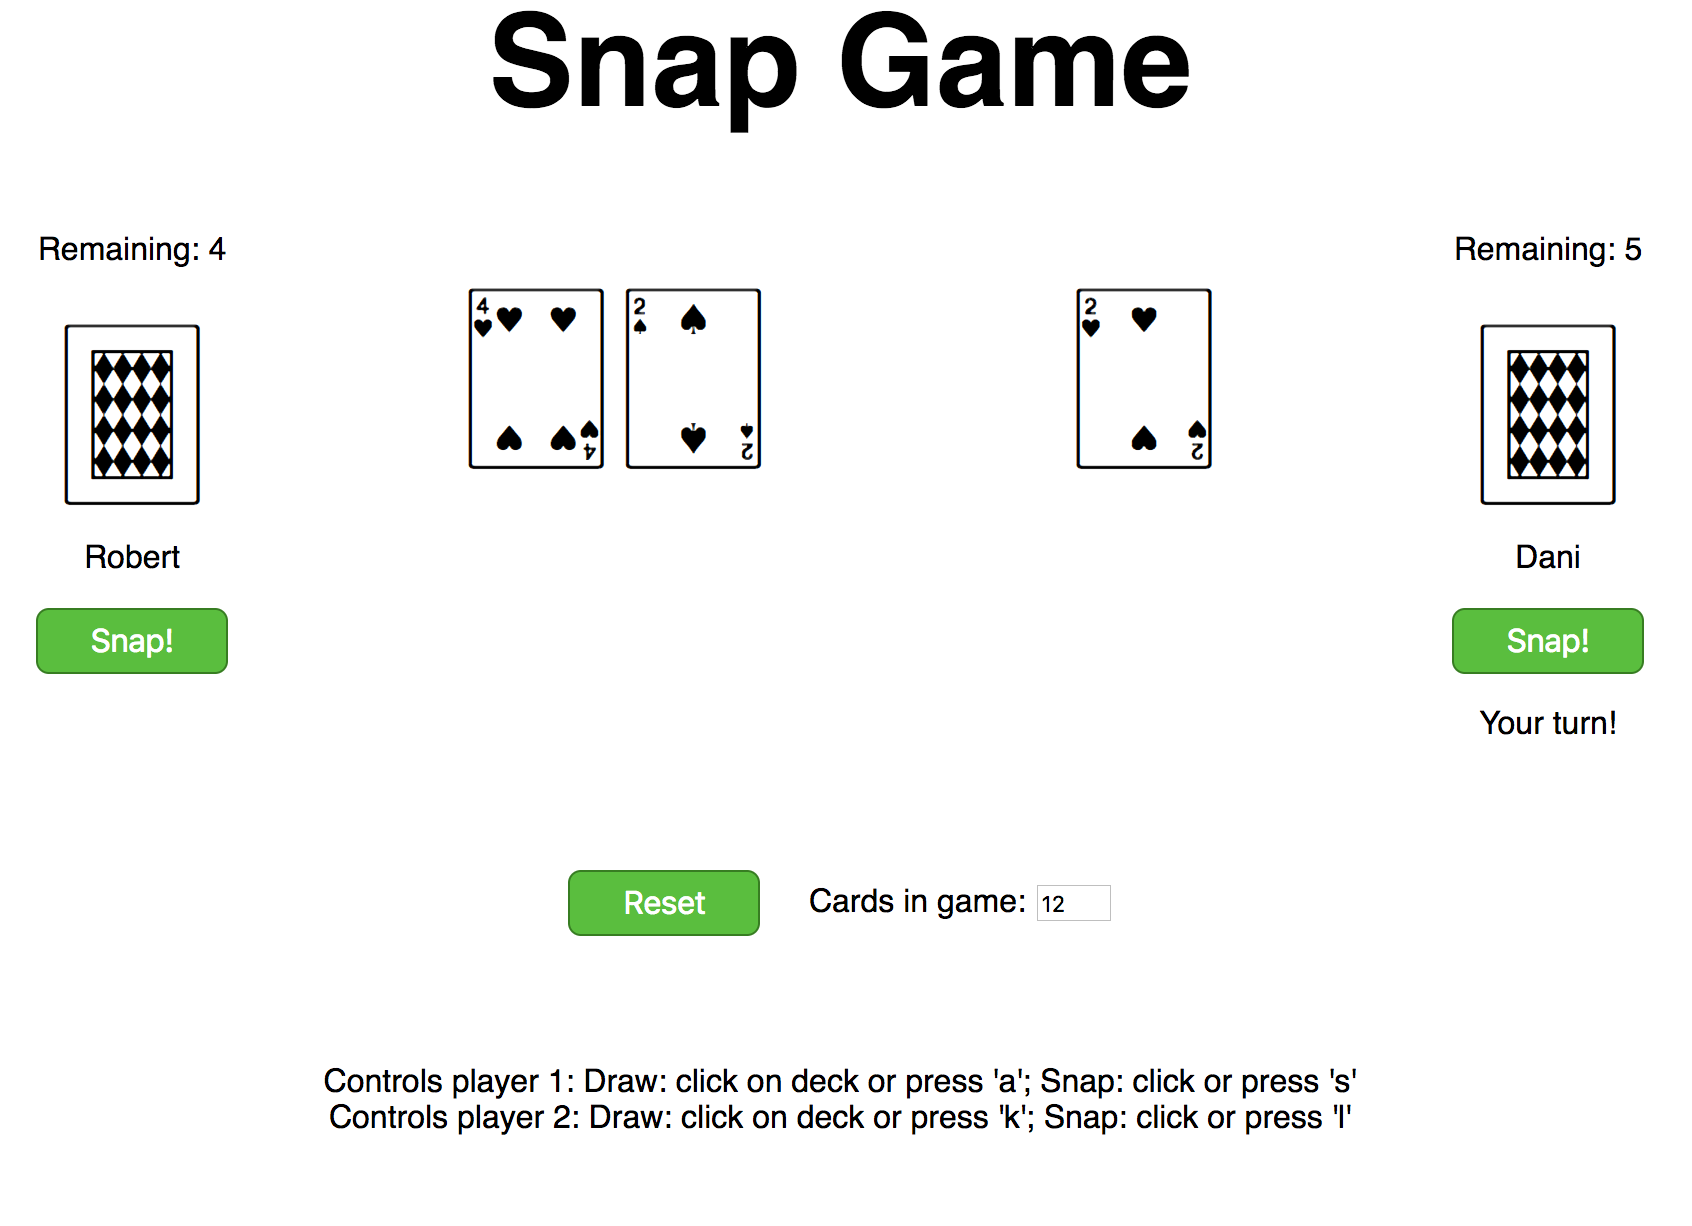 Snap Game
Remaining: 4
Remaining: 5
4
4
2
2
2
2
Robert
Dani
Snap!
Snap!
Your turn!
Reset
Cards in game: 12
Controls player 1: Draw: click on deck or press 'a'; Snap: click or press 's'
Controls player 2: Draw: click on deck or press 'k'; Snap: click or press 'l'